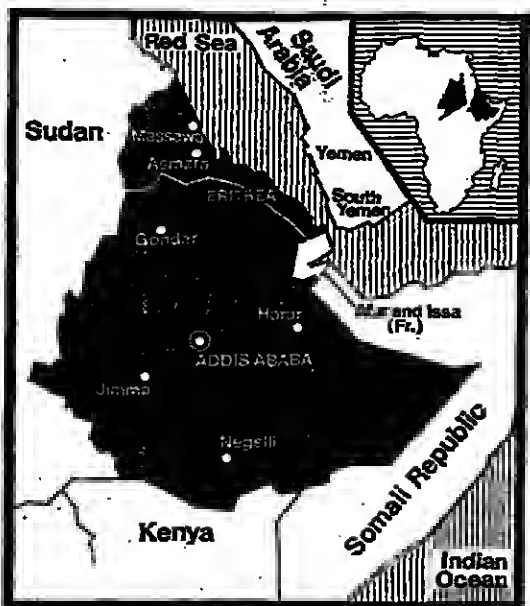 Red Sea
Saudi
Arabia
Sudan
Massawa
Asmara
Yemen
ERITREA
South
Yemen
Gondar
and Issa
(Fr.)
Harar
ADDIS ABABA
Jimma
Negelli
Somali Republic
Kenya
Indian
Ocean